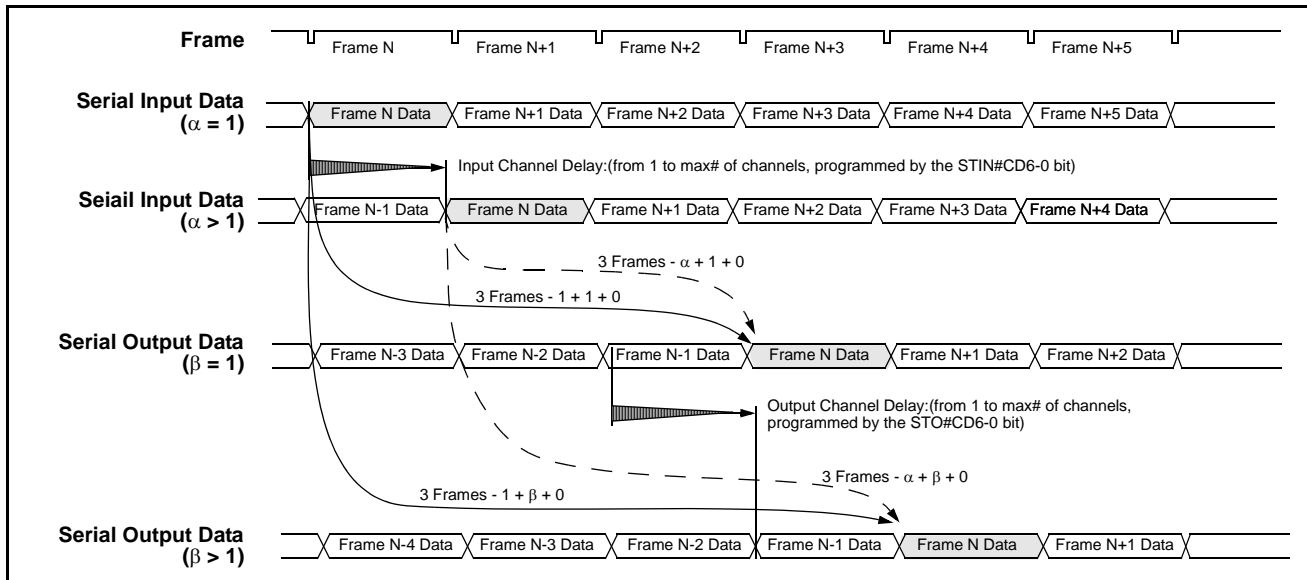 Frame
Frame N
Frame N+1
Frame N+2
Frame N+3
Frame N+4
Frame N+5
Serial Input Data
(α = 1)
Frame N Data
Frame N+1 Data
Frame N+2 Data
Frame N+3 Data
Frame N+4 Data
Frame N+5 Data
Input Channel Delay:(from 1 to max# of channels, programmed by the STIN#CD6-0 bit)
Seiail Input Data
(α > 1)
Frame N-1 Data
Frame N Data
Frame N+1 Data
Frame N+2 Data
Frame N+3 Data
Frame N+4 Data
3 Frames - α + 1 + 0
3 Frames - 1 + 1 + 0
Serial Output Data
(β = 1)
Frame N-3 Data
Frame N-2 Data
Frame N-1 Data
Frame N Data
Frame N+1 Data
Frame N+2 Data
Output Channel Delay:(from 1 to max# of channels,
programmed by the STO#CD6-0 bit)
3 Frames - α + β + 0
3 Frames - 1 + β + 0
Serial Output Data
(β > 1)
Frame N-4 Data
Frame N-3 Data
Frame N-2 Data
Frame N-1 Data
Frame N Data
Frame N+1 Data